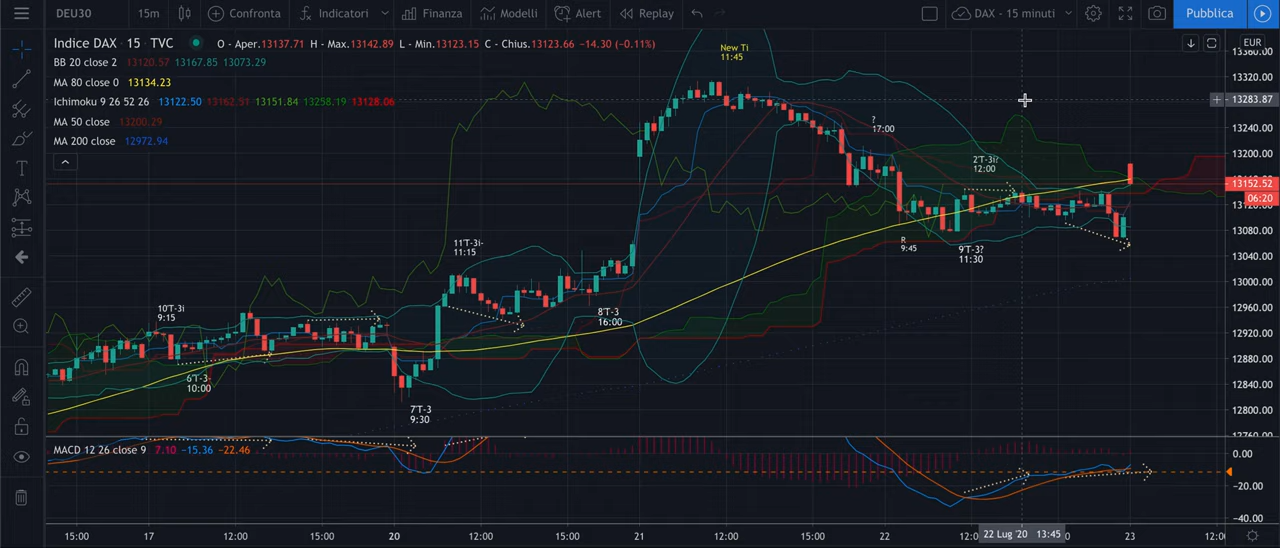 DEU30 15m Confronta Indicatori Finanza Modelli Alert Replay DAX - 15 minuti Pubblica
Indice DAX · 15 · TVC O - Aper.13137.71 H - Max.13142.89 L - Min.13123.15 C - Chius.13123.66 −14.30 (−0.11%)
BB 20 close 2 13120.57 13167.85 13073.29
MA 80 close 0 13134.23
Ichimoku 9 26 52 26 13122.50 13162.51 13151.84 13258.19 13128.06
MA 50 close 13200.29
MA 200 close 12972.94
New Ti
11:45
?
17:00
2'T-3i?
12:00
11'T-3i-
11:15
R
9:45
9'T-3?
11:30
10'T-3i
9:15
8'T-3
16:00
6'T-3-
10:00
7'T-3
9:30
EUR
13360.00
13320.00
13283.87
13240.00
13200.00
13152.52
06:20
13120.00
13080.00
13040.00
13000.00
12960.00
12920.00
12880.00
12840.00
12800.00
12760.00
MACD 12 26 close 9 7.10 −15.36 −22.46
0.00
−20.00
−40.00
15:00 17 12:00 15:00 20 12:00 15:00 21 12:00 15:00 22 22 Lug '20 13:45 23 12:00